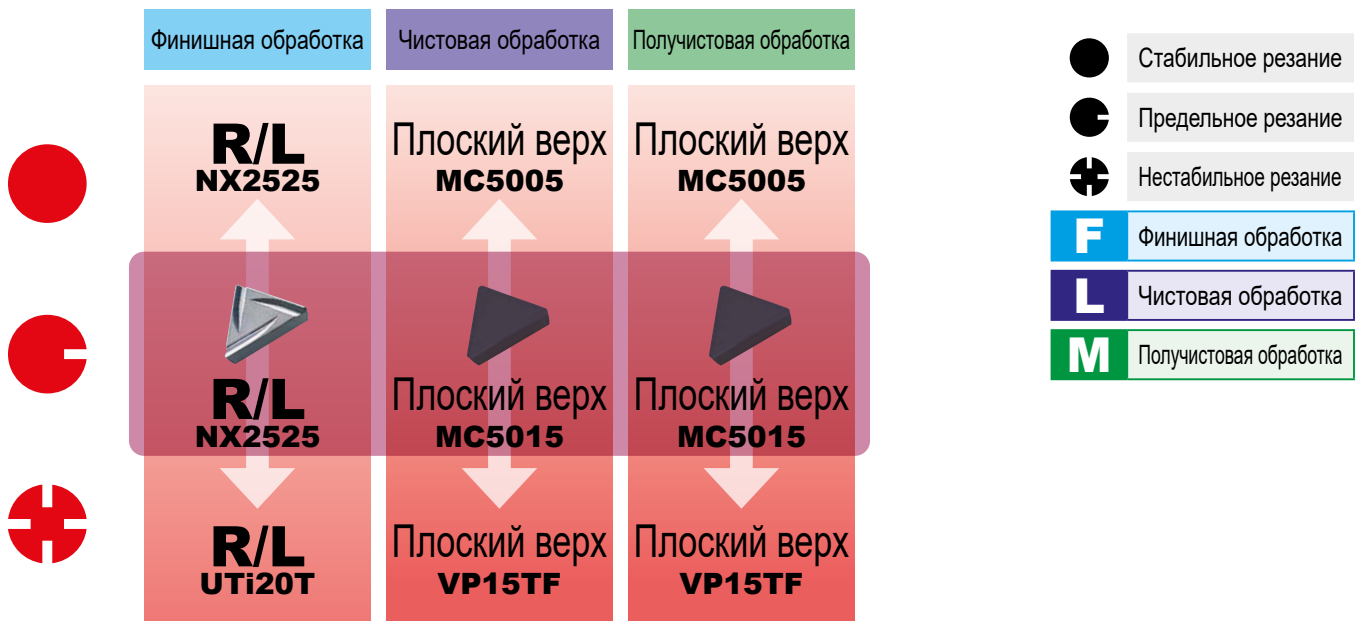 Финишная обработка
Чистовая обработка
Получистовая обработка
R/L
NX2525
Плоский верх
MC5005
Плоский верх
MC5005
R/L
NX2525
Плоский верх
MC5015
Плоский верх
MC5015
R/L
UTi20T
Плоский верх
VP15TF
Плоский верх
VP15TF
Стабильное резание
Предельное резание
Нестабильное резание
F Финишная обработка
L Чистовая обработка
M Получистовая обработка